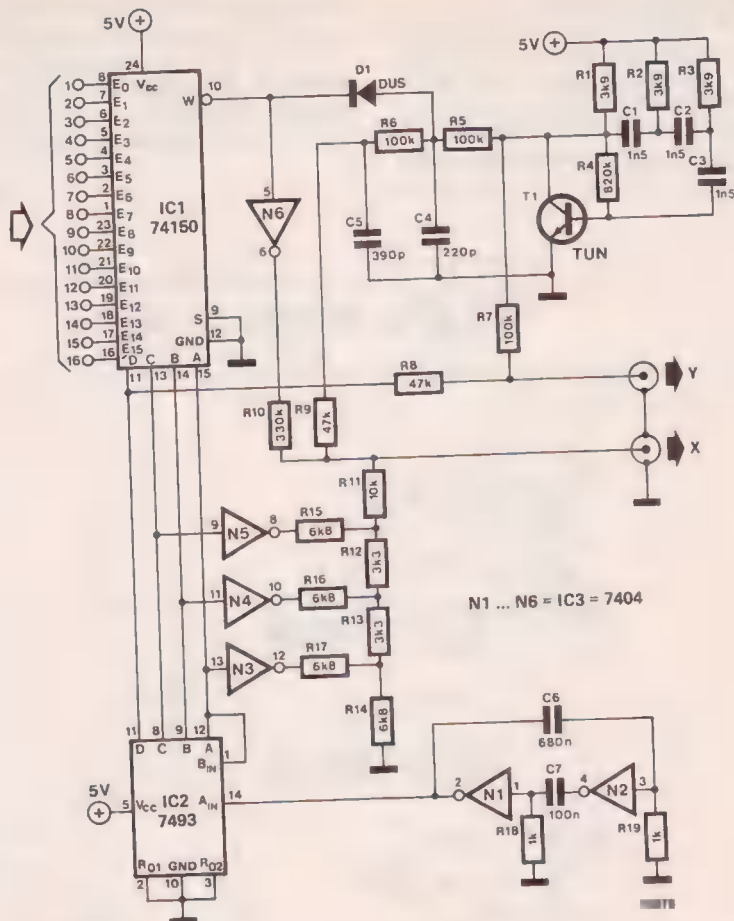 5V
24
Vcc
1 8 E0
2 7 E1
3 6 E2
4 5 E3
5 4 E4
6 3 E5
7 2 E6
8 1 E7
9 23 E8
10 22 E9
11 21 E10
12 20 E11
13 19 E12
14 18 E13
15 17 E14
16 16 E15
W 10
IC1
74150
S 9
GND 12
D C B A
11 13 14 15
D1
DUS
R6
100k
R5
100k
C5
390p
C4
220p
5
N6
6
5V
R1
3k9
R2
3k9
R3
3k9
C1
1n5
C2
1n5
C3
1n5
R4
820k
T1
TUN
R7
100k
R8
47k
Y
X
R10
330k
R9
47k
R11
10k
9 N5 8
R15
6k8
R12
3k3
11 N4 10
R16
6k8
R13
3k3
13 N3 12
R17
6k8
R14
6k8
N1 ... N6 = IC3 = 7404
11 8 9 12
D C B A
1
BIN
5V
5 VCC
IC2
7493
AIN 14
R01 GND R02
2 10 3
C6
680n
2 N1 1
C7
100n
4 N2 3
R18
1k
R19
1k